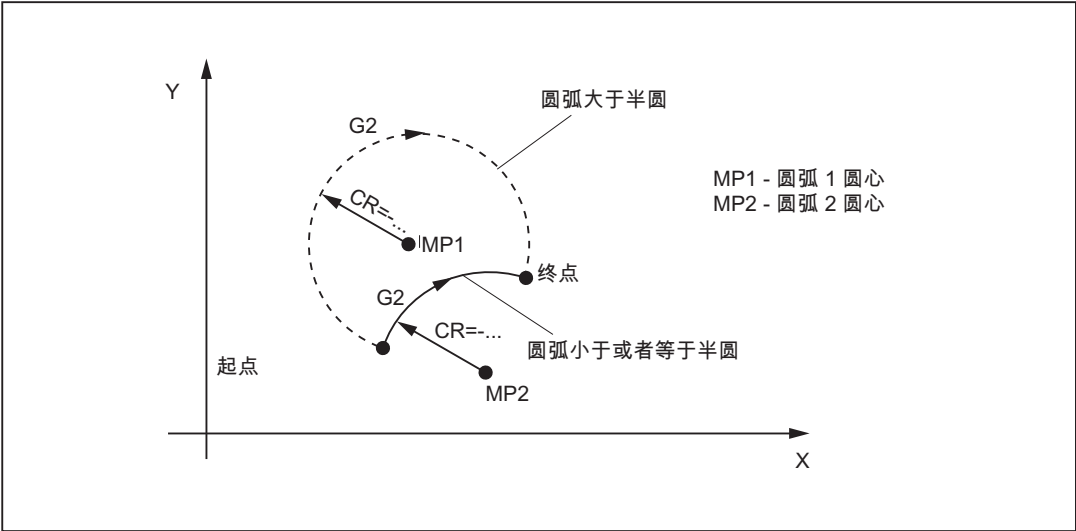 Y
圆弧大于半圆
G2
MP1 - 圆弧 1 圆心
MP2 - 圆弧 2 圆心
CR=-...
MP1
终点
G2
CR=-...
圆弧小于或者等于半圆
起点
MP2
X